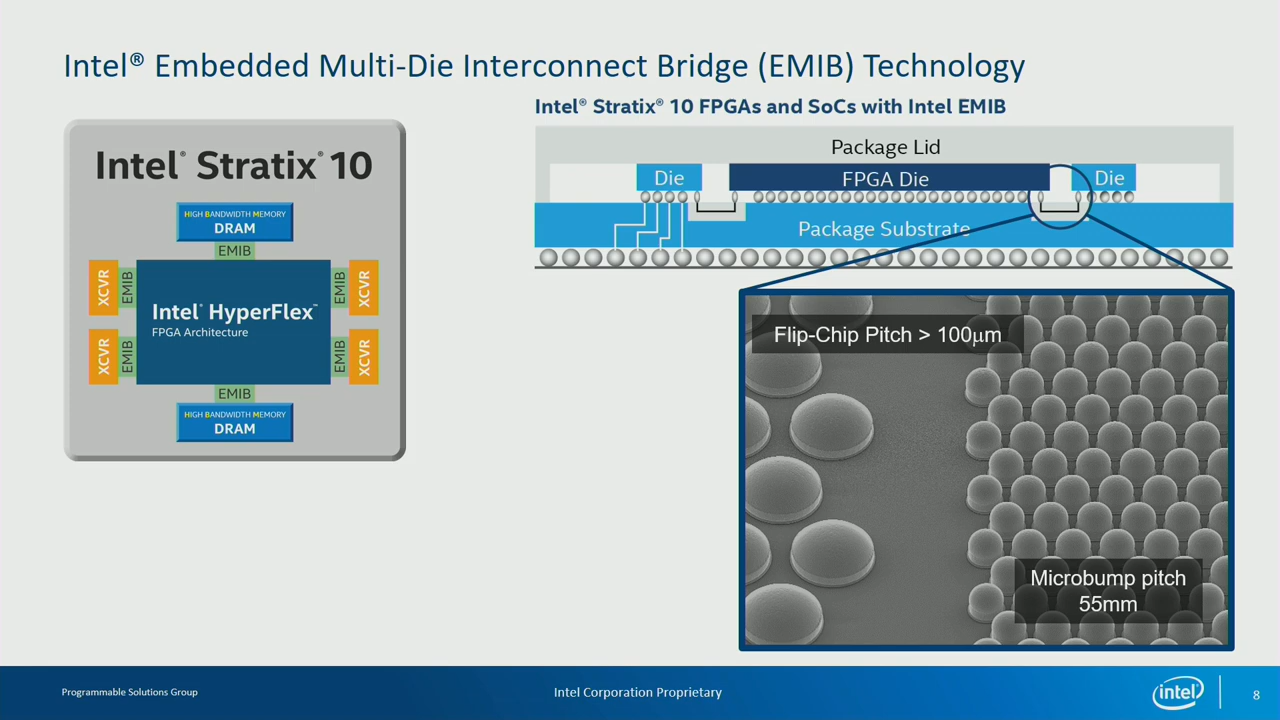 Intel® Embedded Multi-Die Interconnect Bridge (EMIB) Technology
Intel® Stratix® 10
HIGH BANDWIDTH MEMORY
DRAM
EMIB
XCVR
EMIB
EMIB
XCVR
Intel® HyperFlex™
FPGA Architecture
XCVR
EMIB
EMIB
XCVR
EMIB
HIGH BANDWIDTH MEMORY
DRAM
Intel® Stratix® 10 FPGAs and SoCs with Intel EMIB
Package Lid
Die
FPGA Die
Die
Package Substrate
Flip-Chip Pitch > 100μm
Microbump pitch
55mm
Programmable Solutions Group
Intel Corporation Proprietary
intel
8